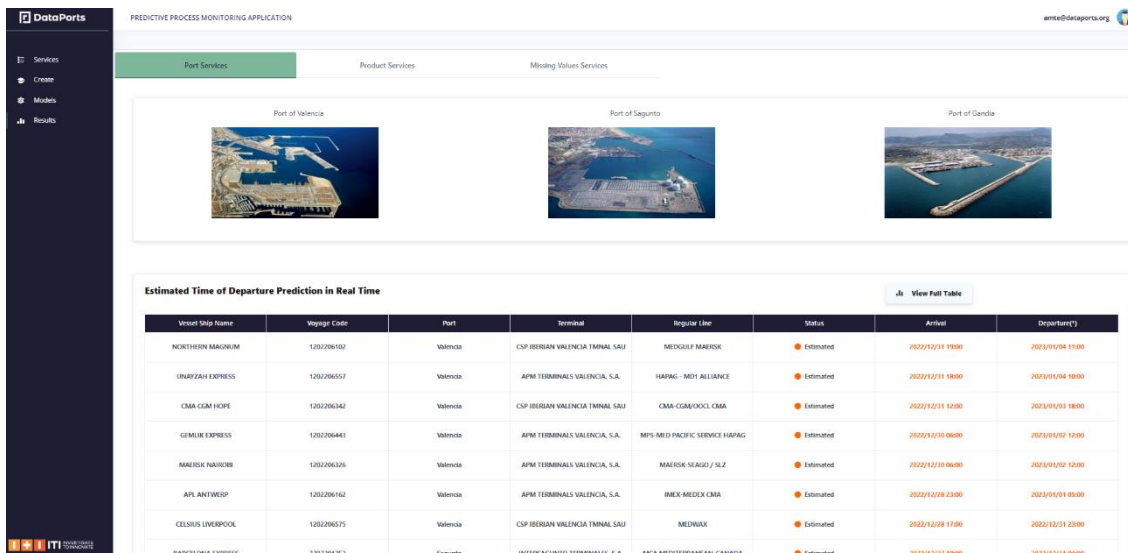 DataPorts
PREDICTIVE PROCESS MONITORING APPLICATION
amte@dataports.org
Services
Create
Models
Results
Port Services Product Services Missing Values Services
Port of Valencia Port of Sagunto Port of Gandia
Estimated Time of Departure Prediction in Real Time
View Full Table
Vessel Ship Name Voyage Code Port Terminal Regular Line Status Arrival Departure(*)
NORTHERN MAGNUM 1202206102 Valencia CSP IBERIAN VALENCIA TMNAL SAU MEDGULF MAERSK Estimated 2022/12/31 19:00 2023/01/04 11:00
UNAYZAH EXPRESS 1202206557 Valencia APM TERMINALS VALENCIA, S.A. HAPAG - MD1 ALLIANCE Estimated 2022/12/31 18:00 2023/01/04 10:00
CMA CGM HOPE 1202206342 Valencia CSP IBERIAN VALENCIA TMNAL SAU CMA-CGM/OOCL CMA Estimated 2022/12/31 12:00 2023/01/03 18:00
GEMLIK EXPRESS 1202206443 Valencia APM TERMINALS VALENCIA, S.A. MPS-MED PACIFIC SERVICE HAPAG Estimated 2022/12/30 06:00 2023/01/02 12:00
MAERSK NAIROBI 1202206326 Valencia APM TERMINALS VALENCIA, S.A. MAERSK-SEAGO / SLZ Estimated 2022/12/30 06:00 2023/01/02 12:00
APL ANTWERP 1202206162 Valencia APM TERMINALS VALENCIA, S.A. IMEX-MEDEX CMA Estimated 2022/12/28 23:00 2023/01/01 05:00
CELSIUS LIVERPOOL 1202206575 Valencia CSP IBERIAN VALENCIA TMNAL SAU MEDWAX Estimated 2022/12/28 17:00 2022/12/31 23:00
ITI